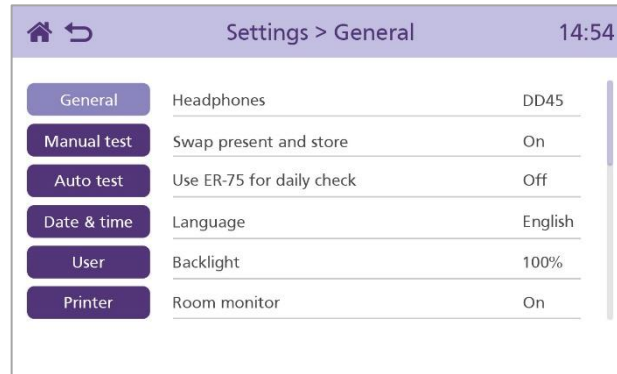 Settings > General
14:54
General
Headphones DD45
Manual test
Swap present and store On
Auto test
Use ER-75 for daily check Off
Date & time
Language English
User
Backlight 100%
Printer
Room monitor On